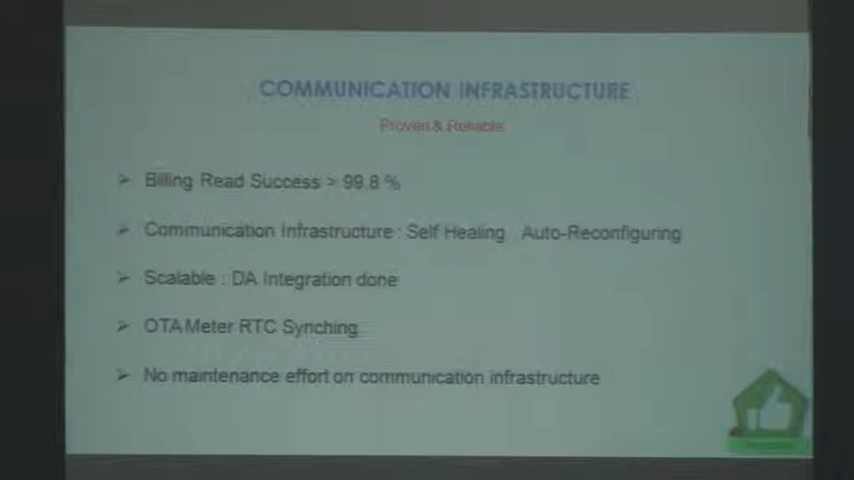 COMMUNICATION INFRASTRUCTURE
Proven & Reliable
➢ Billing Read Success > 99.8 %
➢ Communication Infrastructure : Self Healing Auto-Reconfiguring
➢ Scalable : DA Integration done
➢ OTA Meter RTC Synching
➢ No maintenance effort on communication infrastructure